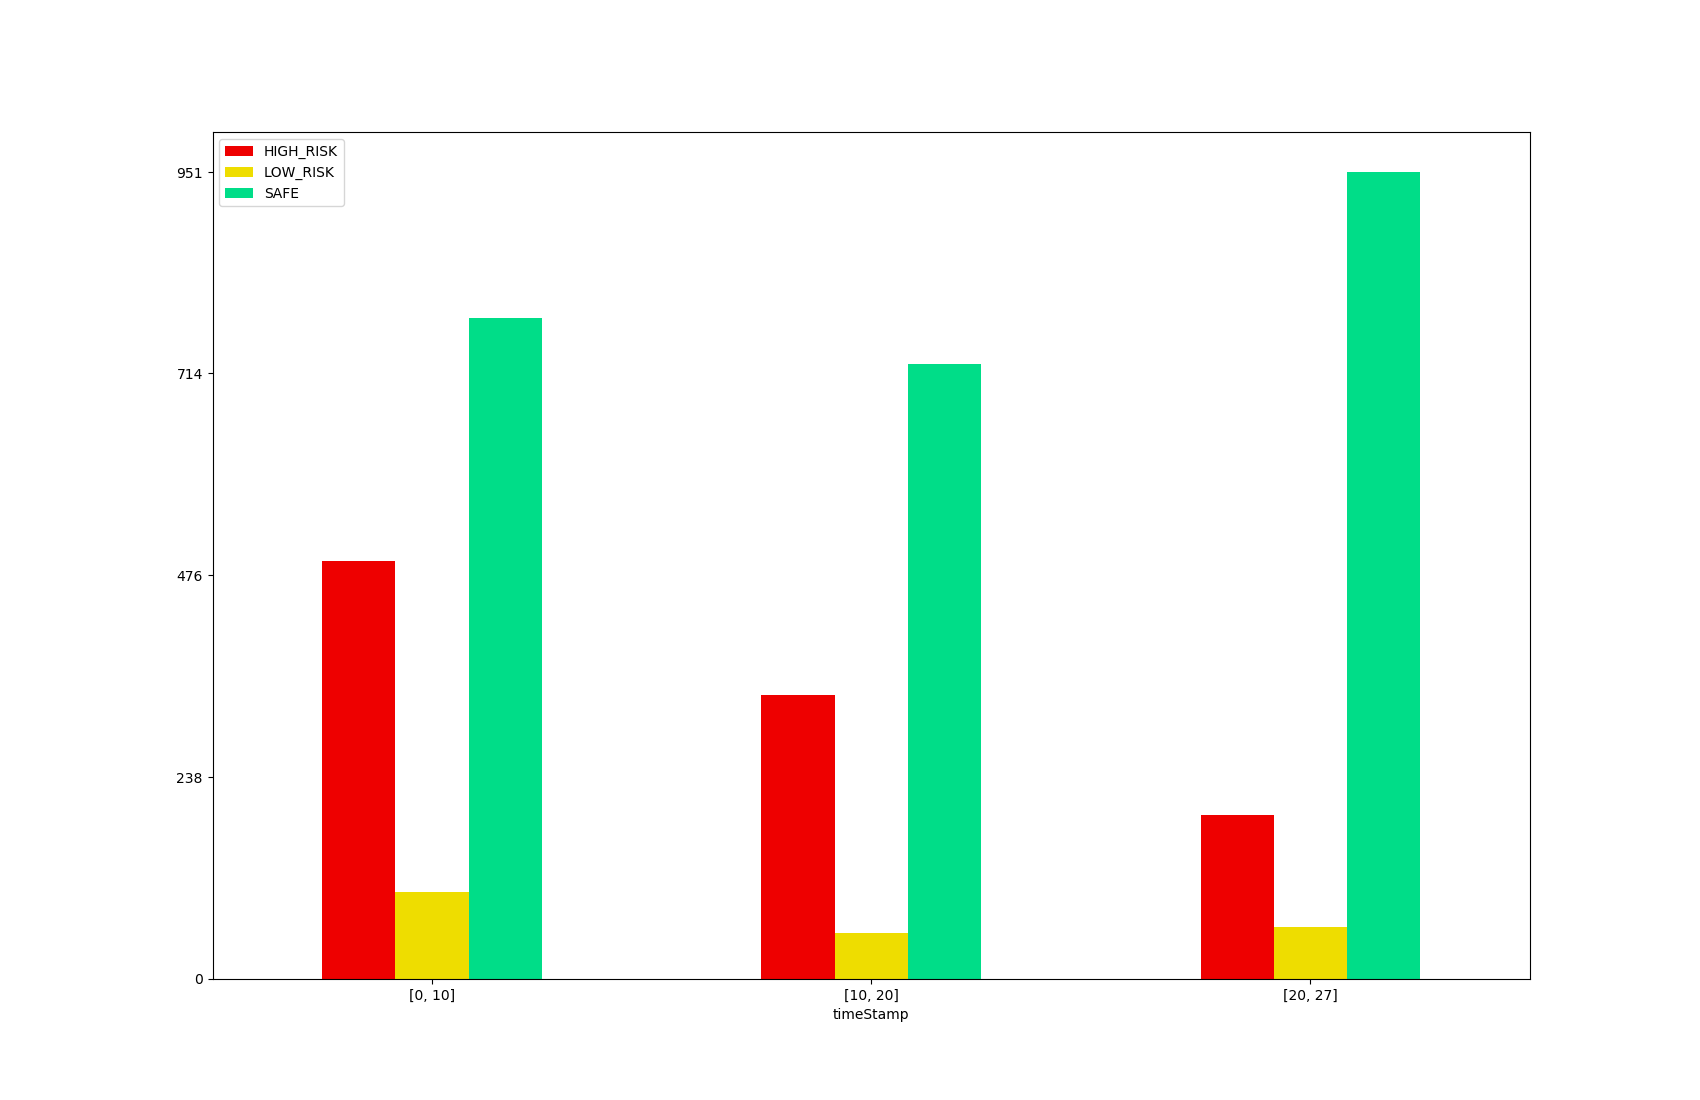 HIGH_RISK
LOW_RISK
SAFE
951
714
476
238
0
[0, 10]
[10, 20]
[20, 27]
timeStamp